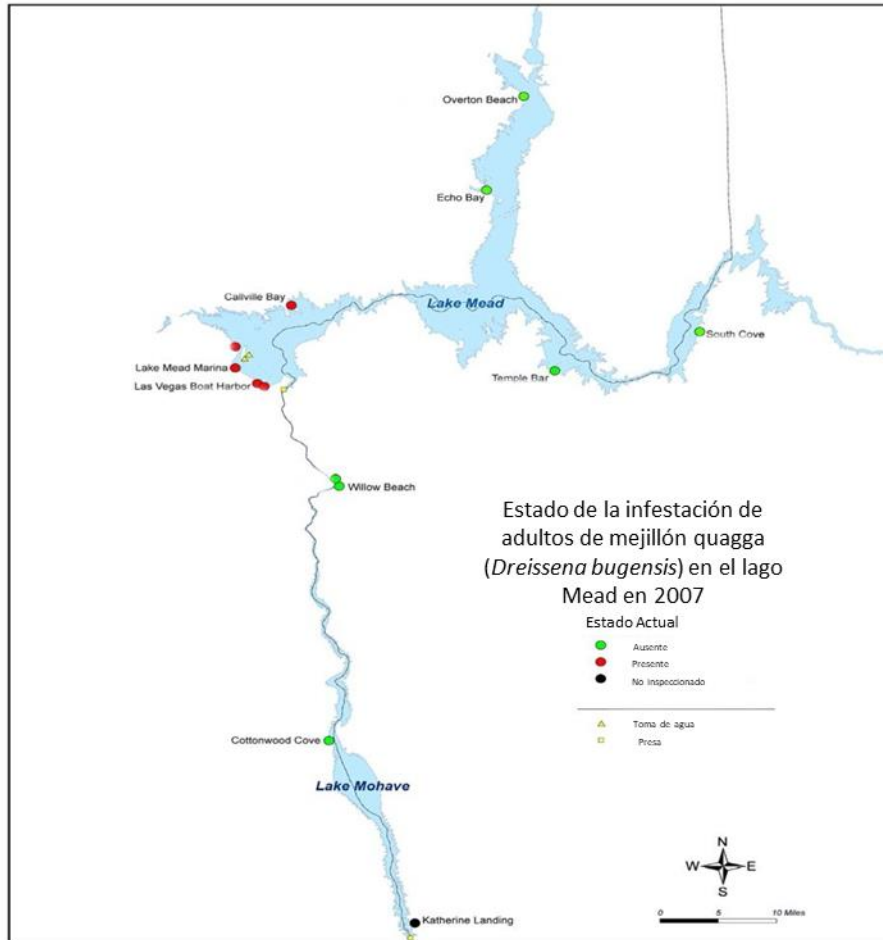 Overton Beach
Echo Bay
Callville Bay
Lake Mead
South Cove
Lake Mead Marina
Temple Bar
Las Vegas Boat Harbor
Willow Beach
Estado de la infestación de
adultos de mejillón quagga
(Dreissena bugensis) en el lago
Mead en 2007
Estado Actual
Ausente
Presente
No Inspeccionado
Toma de agua
Presa
Cottonwood Cove
Lake Mohave
N
W E
S
Katherine Landing
0 5 10 Miles